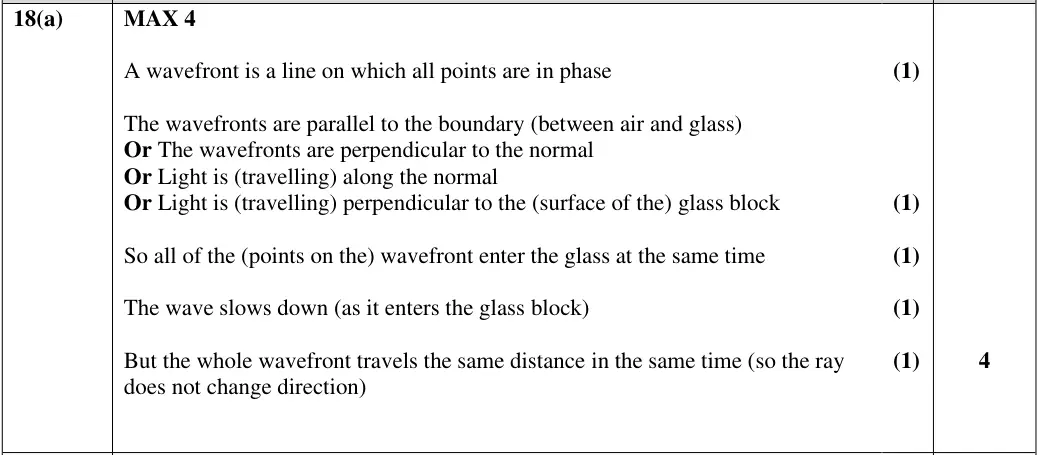 18(a)
MAX 4
A wavefront is a line on which all points are in phase (1)
The wavefronts are parallel to the boundary (between air and glass)
Or The wavefronts are perpendicular to the normal
Or Light is (travelling) along the normal
Or Light is (travelling) perpendicular to the (surface of the) glass block (1)
So all of the (points on the) wavefront enter the glass at the same time (1)
The wave slows down (as it enters the glass block) (1)
But the whole wavefront travels the same distance in the same time (so the ray (1) 4
does not change direction)